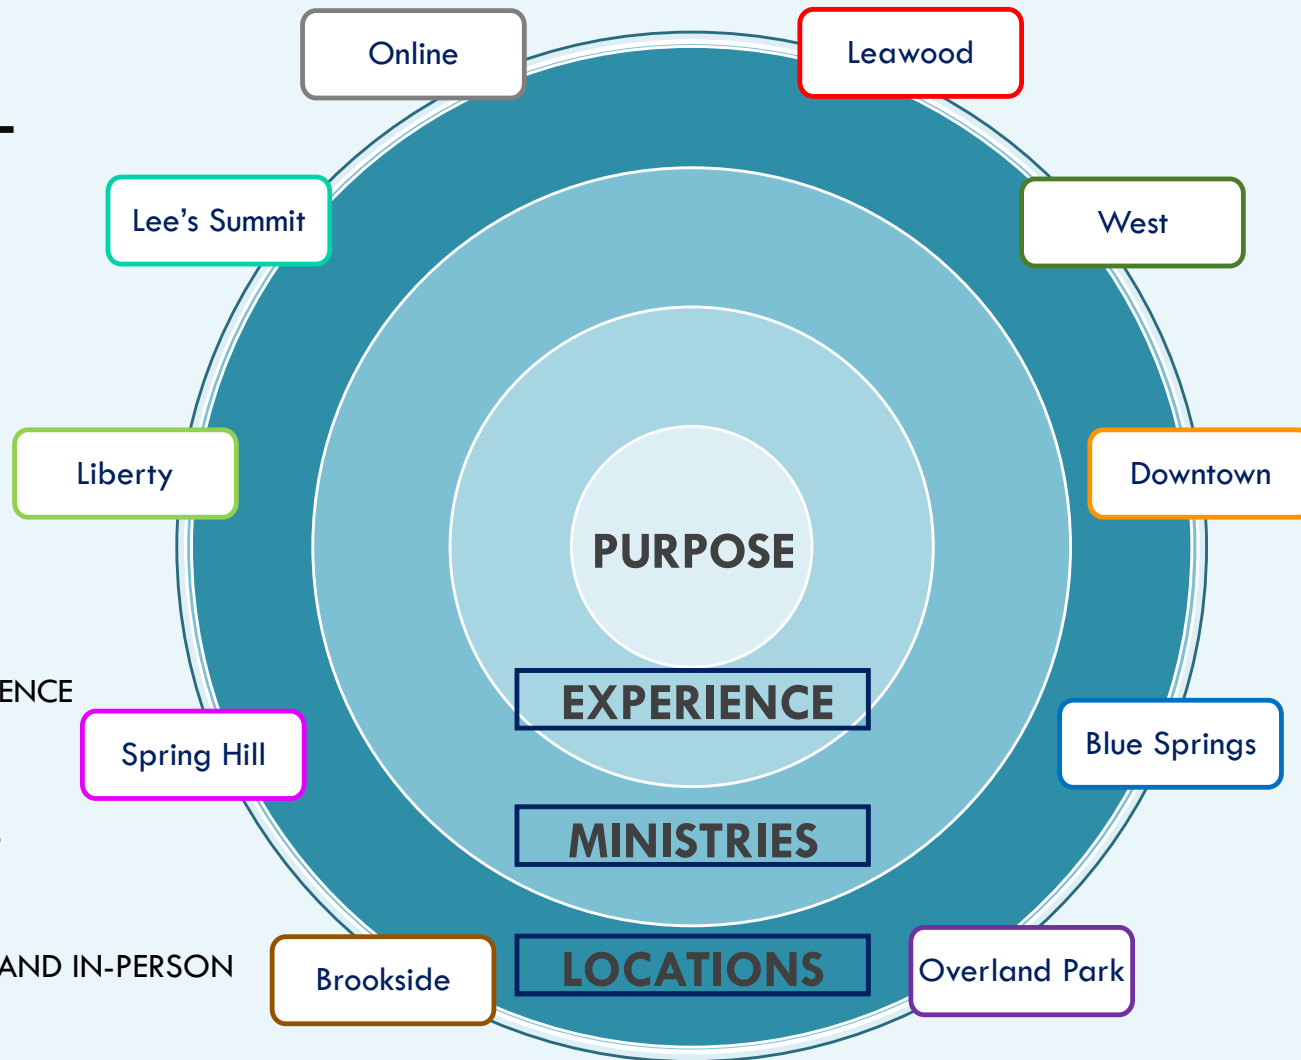 Online
Leawood
Lee's Summit
West
Liberty
Downtown
PURPOSE
ENCE
EXPERIENCE
Spring Hill
Blue Springs
MINISTRIES
AND IN-PERSON
Brookside
LOCATIONS
Overland Park